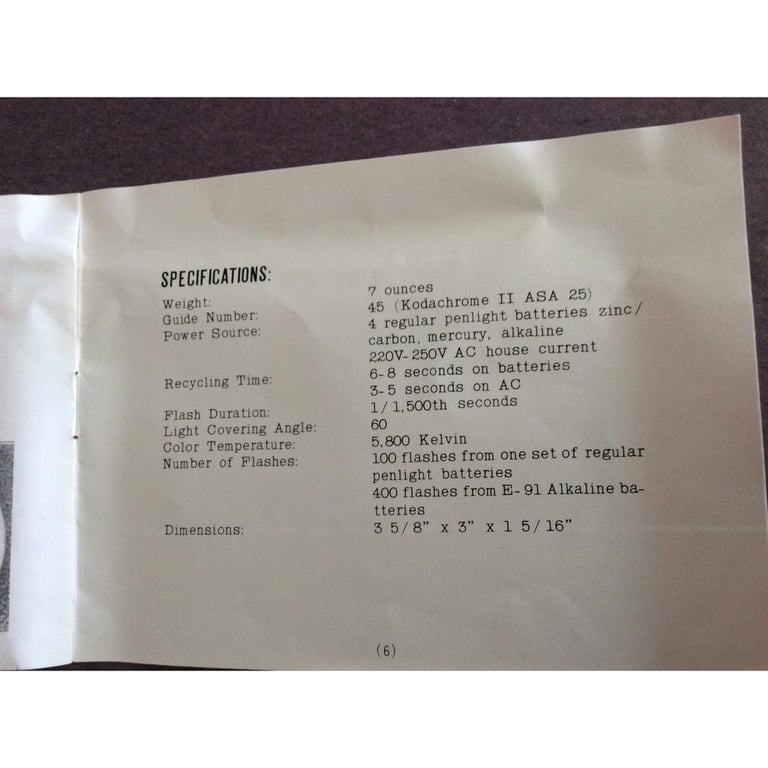 SPECIFICATIONS:
Weight: 7 ounces
Guide Number: 45 (Kodachrome II ASA 25)
Power Source: 4 regular penlight batteries zinc/
carbon, mercury, alkaline
220V-250V AC house current
Recycling Time: 6-8 seconds on batteries
3-5 seconds on AC
Flash Duration: 1/1,500th seconds
Light Covering Angle: 60
Color Temperature: 5,800 Kelvin
Number of Flashes: 100 flashes from one set of regular
penlight batteries
400 flashes from E-91 Alkaline ba-
tteries
Dimensions: 3 5/8" x 3" x 1 5/16"
(6)